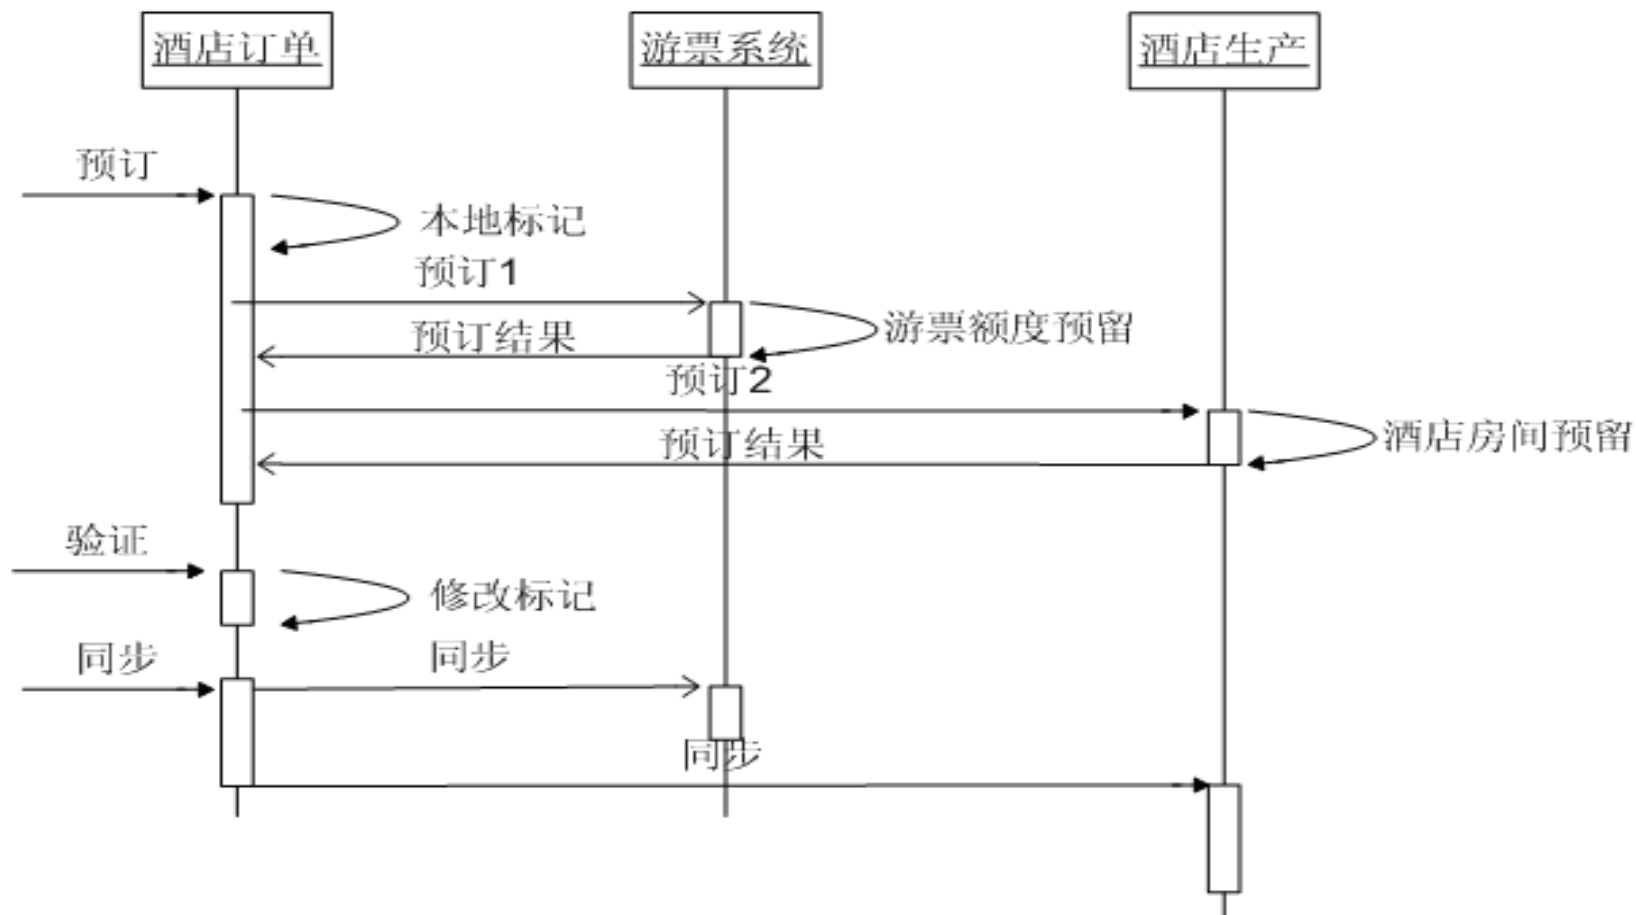 酒店订单
游票系统
酒店生产
预订
本地标记
预订1
游票额度预留
预订结果
预订2
酒店房间预留
预订结果
验证
修改标记
同步
同步
同步